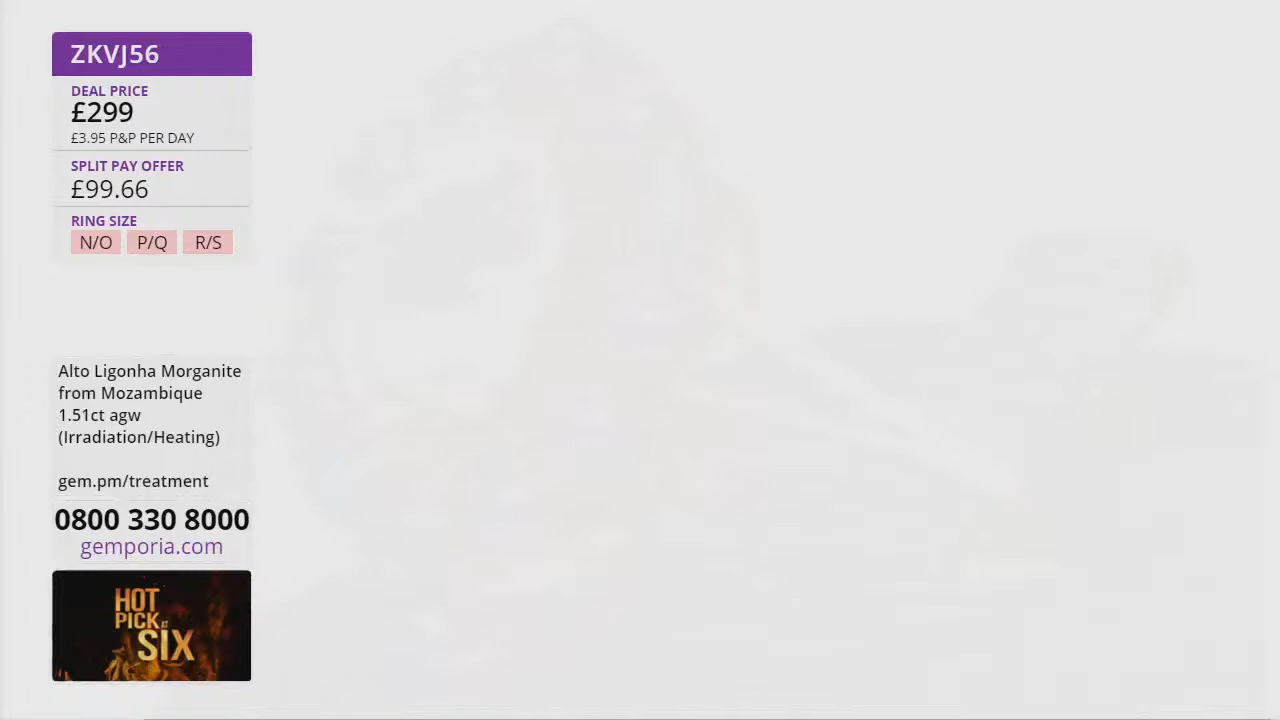 ZKVJ56
DEAL PRICE
£299
£3.95 P&P PER DAY
SPLIT PAY OFFER
£99.66
RING SIZE
N/O P/Q R/S
Alto Ligonha Morganite
from Mozambique
1.51ct agw
(Irradiation/Heating)
gem.pm/treatment
0800 330 8000
gemporia.com
HOT
PICK AT
SIX